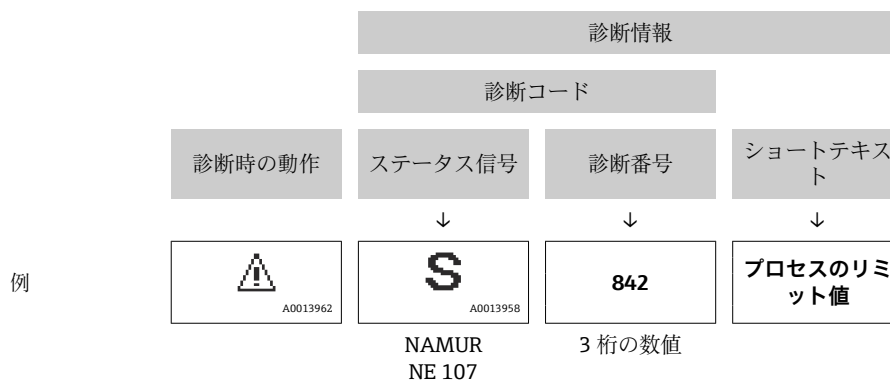 診断情報
診断コード
診断時の動作
ステータス信号
診断番号
ショートテキス
ト
↓
↓
↓
例
A0013962
S
A0013958
842
プロセスのリミ
ット値
NAMUR
NE 107
3 桁の数値